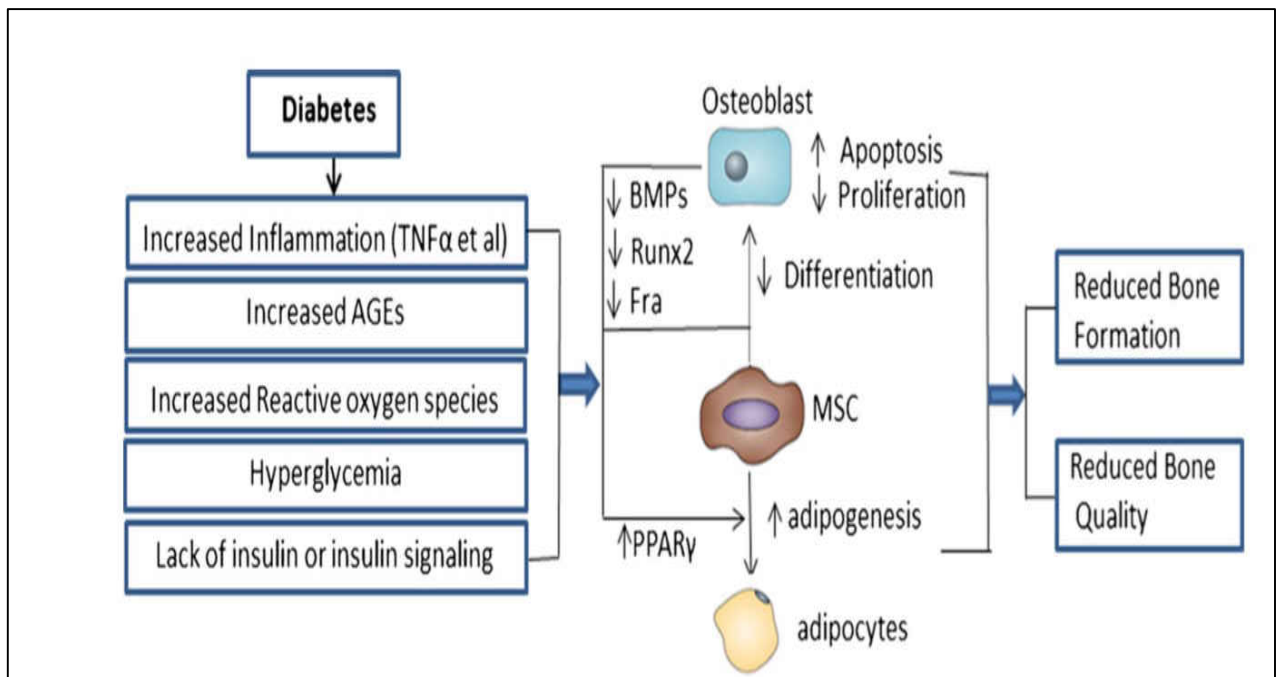 Diabetes
Increased Inflammation (TNFα et al)
Increased AGEs
Increased Reactive oxygen species
Hyperglycemia
Lack of insulin or insulin signaling
Osteoblast
↑ Apoptosis
↓ Proliferation
↓ BMPs
↓ Runx2
↓ Fra
↓ Differentiation
MSC
↑PPARγ
↑ adipogenesis
adipocytes
Reduced Bone
Formation
Reduced Bone
Quality